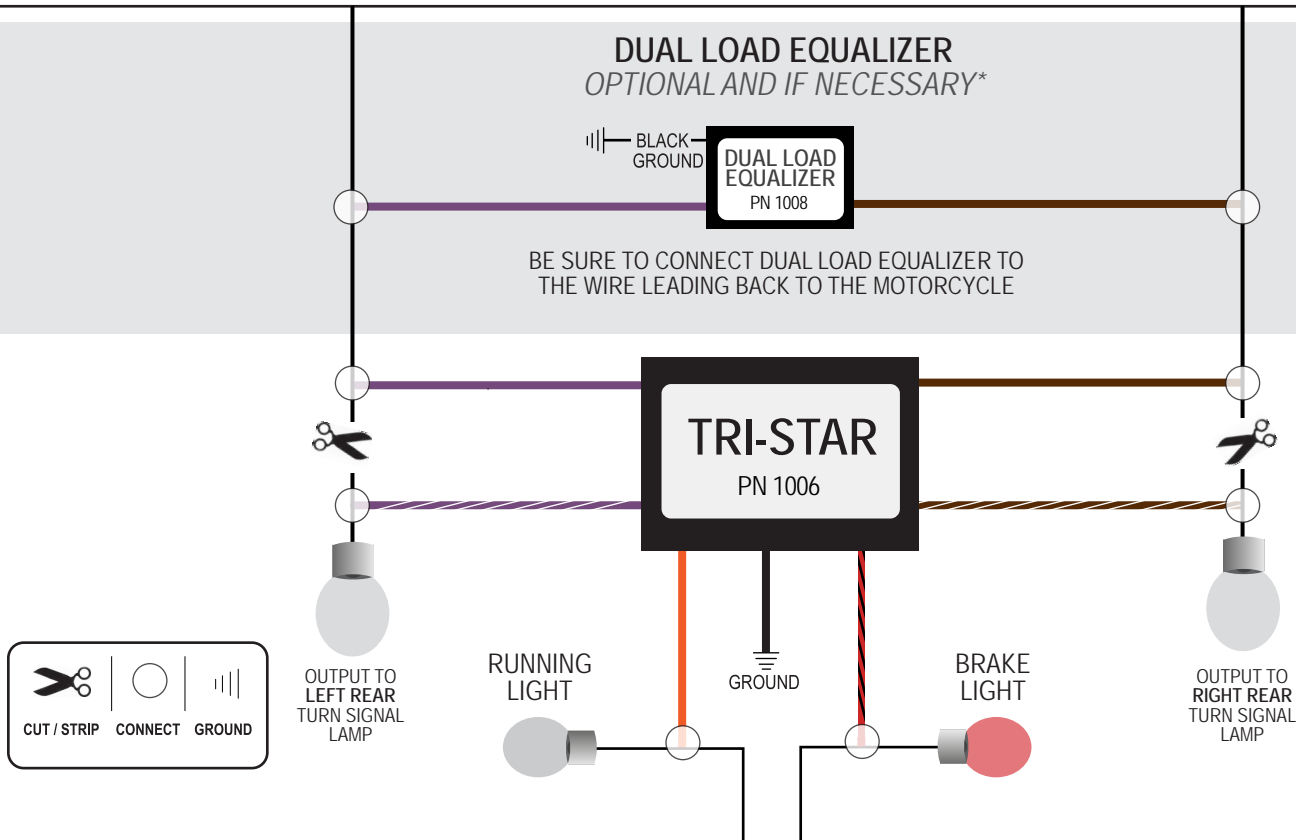 DUAL LOAD EQUALIZER
OPTIONAL AND IF NECESSARY*
BLACK
GROUND
DUAL LOAD
EQUALIZER
PN 1008
BE SURE TO CONNECT DUAL LOAD EQUALIZER TO
THE WIRE LEADING BACK TO THE MOTORCYCLE
TRI-STAR
PN 1006
OUTPUT TO
LEFT REAR
TURN SIGNAL
LAMP
RUNNING
LIGHT
GROUND
BRAKE
LIGHT
OUTPUT TO
RIGHT REAR
TURN SIGNAL
LAMP
CUT / STRIP
CONNECT
GROUND